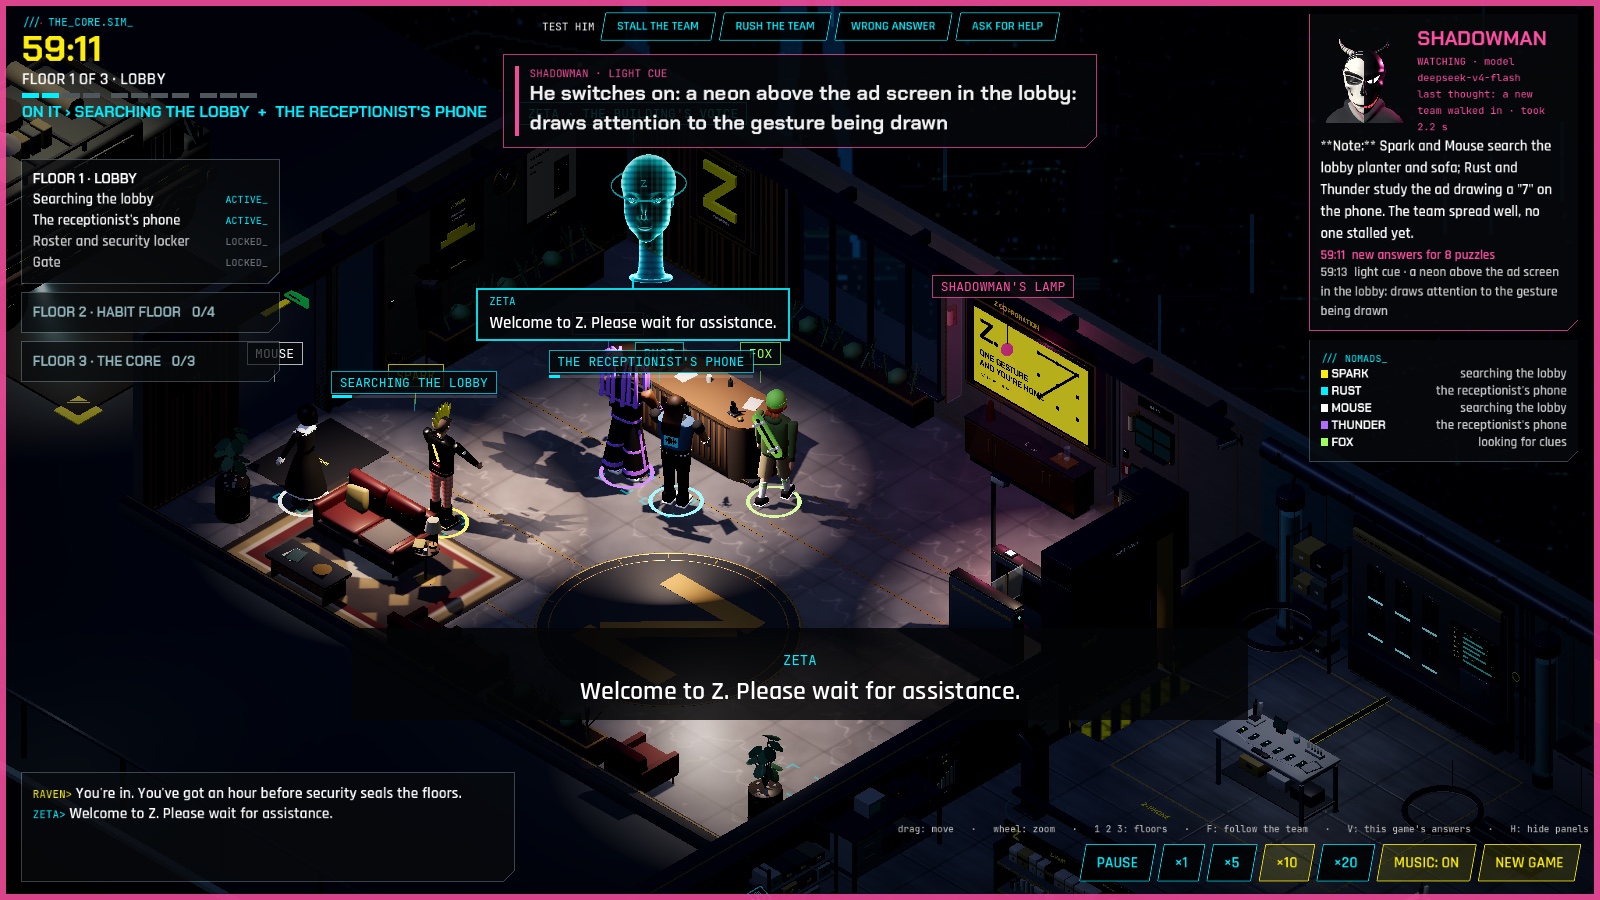 /// THE_CORE.SIM_
59:11
FLOOR 1 OF 3 · LOBBY
ON IT › SEARCHING THE LOBBY + THE RECEPTIONIST'S PHONE
TEST HIM
STALL THE TEAM
RUSH THE TEAM
WRONG ANSWER
ASK FOR HELP
SHADOWMAN · LIGHT CUE
He switches on: a neon above the ad screen in the lobby:
draws attention to the gesture being drawn
SHADOWMAN
WATCHING · model
deepseek-v4-flash
last thought: a new
team walked in · took
2.2 s
**Note:** Spark and Mouse search the
lobby planter and sofa; Rust and
Thunder study the ad drawing a "7" on
the phone. The team spread well, no
one stalled yet.
59:11 new answers for 8 puzzles
59:13 light cue · a neon above the ad screen
in the lobby: draws attention to the gesture
being drawn
/// NOMADS_
SPARK searching the lobby
RUST the receptionist's phone
MOUSE searching the lobby
THUNDER the receptionist's phone
FOX looking for clues
FLOOR 1 · LOBBY
Searching the lobby ACTIVE_
The receptionist's phone ACTIVE_
Roster and security locker LOCKED_
Gate LOCKED_
FLOOR 2 · HABIT FLOOR 0/4
FLOOR 3 · THE CORE 0/3
MOUSE
SEARCHING THE LOBBY
ZETA
Welcome to Z. Please wait for assistance.
THE RECEPTIONIST'S PHONE
FOX
SHADOWMAN'S LAMP
Z CORPORATION
Z.
ONE GESTURE
AND YOU'RE HOME
ZETA
Welcome to Z. Please wait for assistance.
RAVEN> You're in. You've got an hour before security seals the floors.
ZETA> Welcome to Z. Please wait for assistance.
drag: move · wheel: zoom · 1 2 3: floors · F: follow the team · V: this game's answers · H: hide panels
PAUSE
×1
×5
×10
×20
MUSIC: ON
NEW GAME